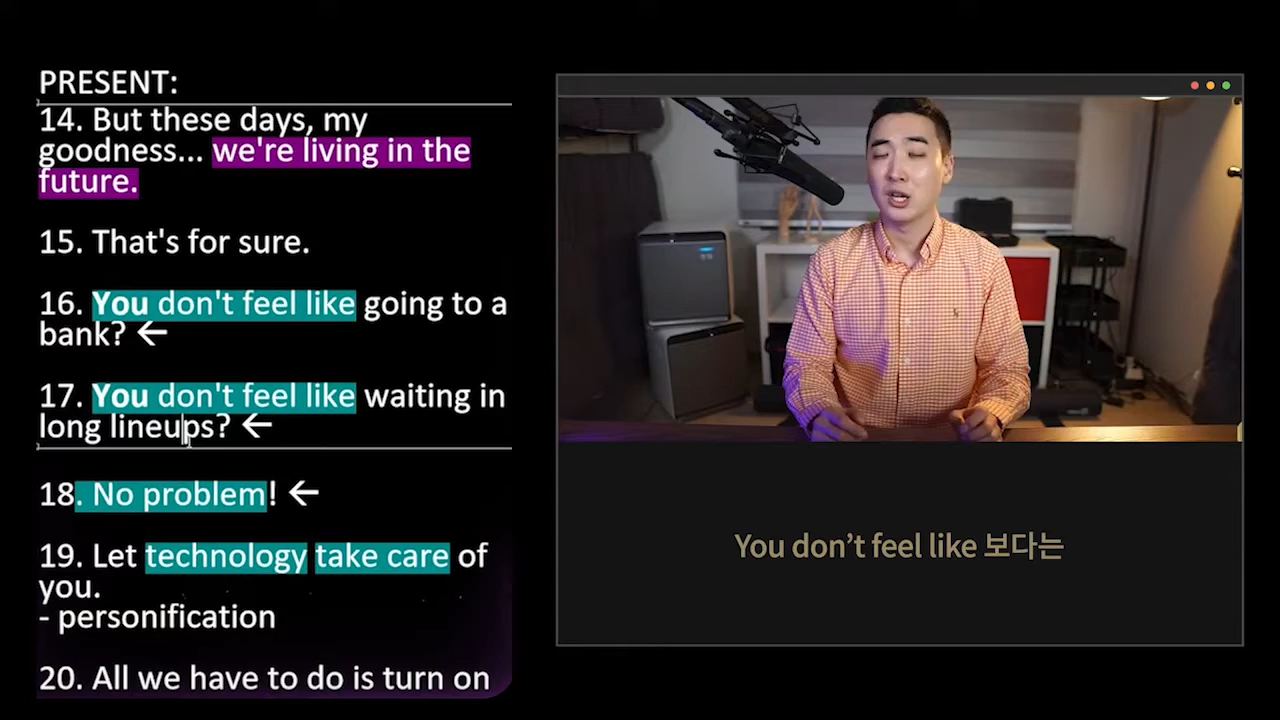 PRESENT:
14. But these days, my
goodness... we're living in the
future.
15. That's for sure.
16. You don't feel like going to a
bank? ←
17. You don't feel like waiting in
long lineups? ←
18. No problem! ←
19. Let technology take care of
you.
- personification
20. All we have to do is turn on
You don't feel like 보다는